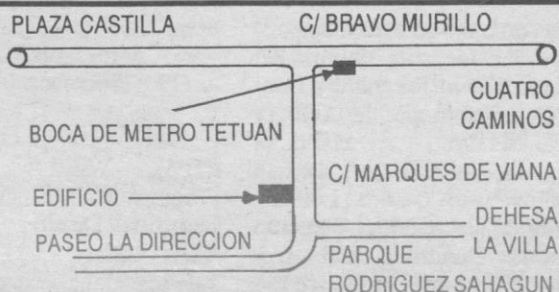 PLAZA CASTILLA
C/ BRAVO MURILLO
CUATRO
CAMINOS
BOCA DE METRO TETUAN
C/ MARQUES DE VIANA
EDIFICIO
DEHESA
LA VILLA
PASEO LA DIRECCION
PARQUE
RODRIGUEZ SAHAGUN